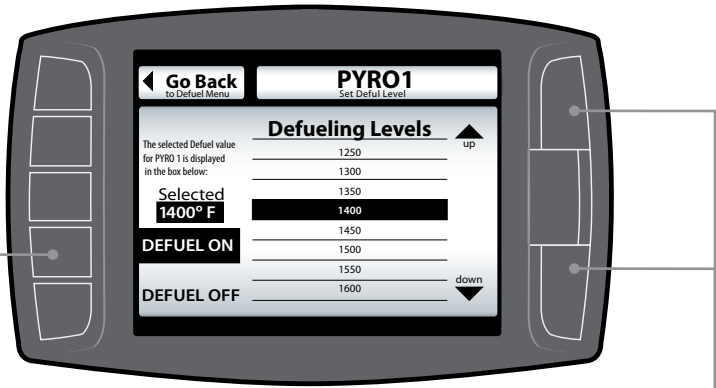 Go Back
to Defuel Menu
PYRO1
Set Deful Level
The selected Defuel value
for PYRO 1 is displayed
in the box below:
Selected
1400º F
DEFUEL ON
DEFUEL OFF
Defueling Levels
1250
1300
1350
1400
1450
1500
1550
1600
up
down